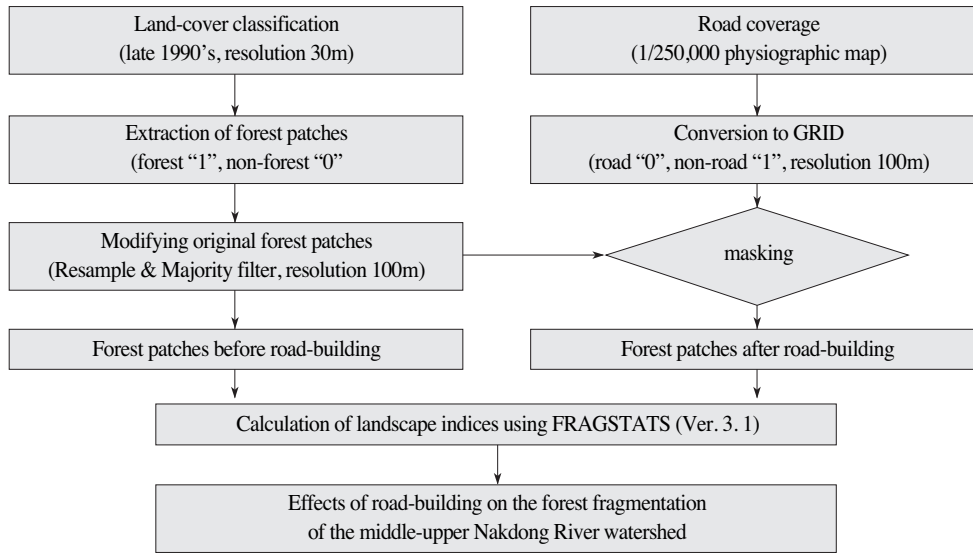 Land-cover classification
(late 1990's, resolution 30m)
Road coverage
(1/250,000 physiographic map)
Extraction of forest patches
(forest “1”, non-forest “0”
Conversion to GRID
(road “0”, non-road “1”, resolution 100m)
Modifying original forest patches
(Resample & Majority filter, resolution 100m)
masking
Forest patches before road-building
Forest patches after road-building
Calculation of landscape indices using FRAGSTATS (Ver. 3. 1)
Effects of road-building on the forest fragmentation
of the middle-upper Nakdong River watershed